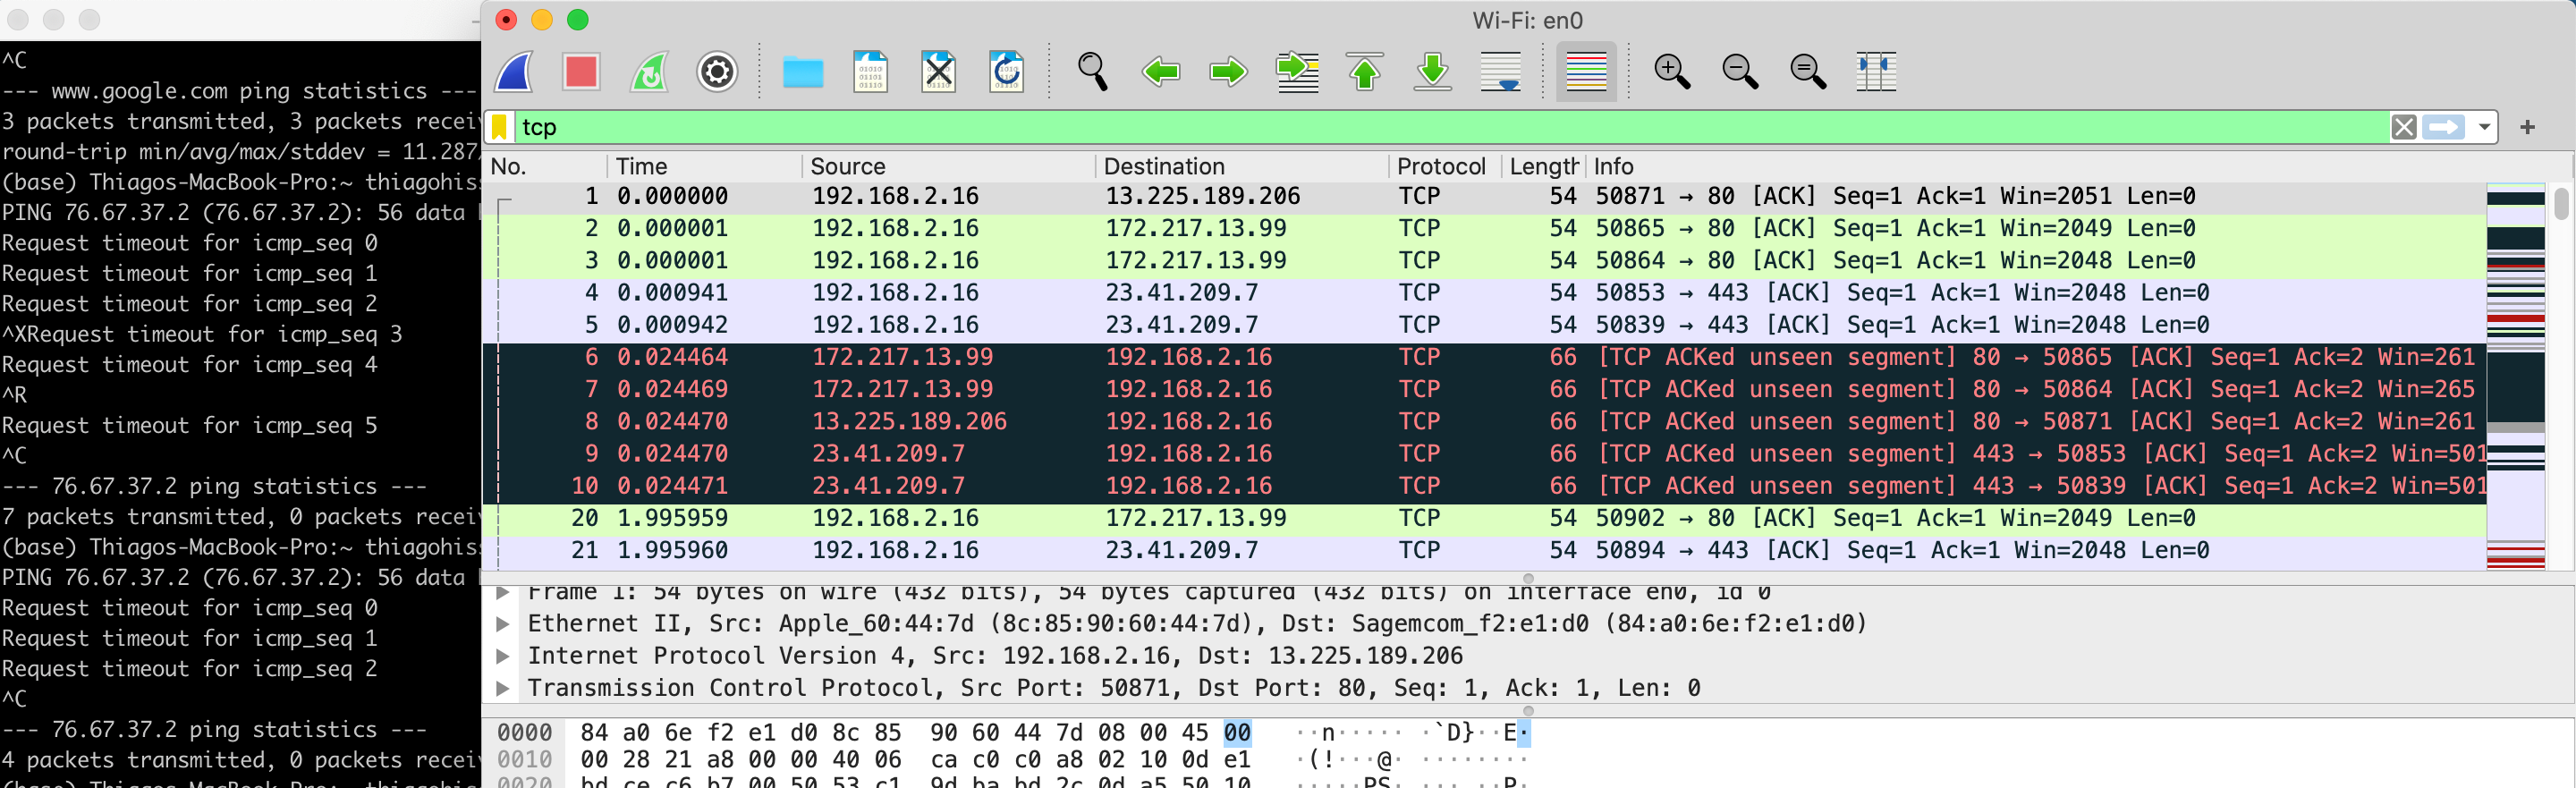 ^C
--- www.google.com ping statistics ---
3 packets transmitted, 3 packets
round-trip min/avg/max/stddev = 11.287
(base) Thiagos-MacBook-Pro:~
PING 76.67.37.2 (76.67.37.2): 56 data
Request timeout for icmp_seq 0
Request timeout for icmp_seq 1
Request timeout for icmp_seq 2
^XRequest timeout for icmp_seq 3
Request timeout for icmp_seq 4
^R
Request timeout for icmp_seq 5
^C
--- 76.67.37.2 ping statistics ---
7 packets transmitted, 0 packets
(base) Thiagos-MacBook-Pro:~
PING 76.67.37.2 (76.67.37.2): 56 data
Request timeout for icmp_seq 0
Request timeout for icmp_seq 1
Request timeout for icmp_seq 2
^C
--- 76.67.37.2 ping statistics ---
4 packets transmitted, 0 packets
(base) Thiagos-MacBook-Pro:~
Wi-Fi: en0
tcp
No. Time Source Destination Protocol Length Info
1 0.000000 192.168.2.16 13.225.189.206 TCP 54 50871 → 80 [ACK] Seq=1 Ack=1 Win=2051 Len=0
2 0.000001 192.168.2.16 172.217.13.99 TCP 54 50865 → 80 [ACK] Seq=1 Ack=1 Win=2049 Len=0
3 0.000001 192.168.2.16 172.217.13.99 TCP 54 50864 → 80 [ACK] Seq=1 Ack=1 Win=2048 Len=0
4 0.000941 192.168.2.16 23.41.209.7 TCP 54 50853 → 443 [ACK] Seq=1 Ack=1 Win=2048 Len=0
5 0.000942 192.168.2.16 23.41.209.7 TCP 54 50839 → 443 [ACK] Seq=1 Ack=1 Win=2048 Len=0
6 0.024464 172.217.13.99 192.168.2.16 TCP 66 [TCP ACKed unseen segment] 80 → 50865 [ACK] Seq=1 Ack=2 Win=261
7 0.024469 172.217.13.99 192.168.2.16 TCP 66 [TCP ACKed unseen segment] 80 → 50864 [ACK] Seq=1 Ack=2 Win=265
8 0.024470 13.225.189.206 192.168.2.16 TCP 66 [TCP ACKed unseen segment] 80 → 50871 [ACK] Seq=1 Ack=2 Win=261
9 0.024470 23.41.209.7 192.168.2.16 TCP 66 [TCP ACKed unseen segment] 443 → 50853 [ACK] Seq=1 Ack=2 Win=501
10 0.024471 23.41.209.7 192.168.2.16 TCP 66 [TCP ACKed unseen segment] 443 → 50839 [ACK] Seq=1 Ack=2 Win=501
20 1.995959 192.168.2.16 172.217.13.99 TCP 54 50902 → 80 [ACK] Seq=1 Ack=1 Win=2049 Len=0
21 1.995960 192.168.2.16 23.41.209.7 TCP 54 50894 → 443 [ACK] Seq=1 Ack=1 Win=2048 Len=0
Frame 1: 54 bytes on wire (432 bits), 54 bytes captured (432 bits) on interface en0, id 0
Ethernet II, Src: Apple_60:44:7d (8c:85:90:60:44:7d), Dst: Sagemcom_f2:e1:d0 (84:a0:6e:f2:e1:d0)
Internet Protocol Version 4, Src: 192.168.2.16, Dst: 13.225.189.206
Transmission Control Protocol, Src Port: 50871, Dst Port: 80, Seq: 1, Ack: 1, Len: 0
0000 84 a0 6e f2 e1 d0 8c 85 90 60 44 7d 08 00 45 00 ··n····· ·`D}··E·
0010 00 28 21 a8 00 00 40 06 ca c0 c0 a8 02 10 0d e1 ·(!···@· ········
0020 bd ce c6 b7 00 50 53 c1 9d ba bd 2c 0d a5 50 10 ·····PS· ···,··P·